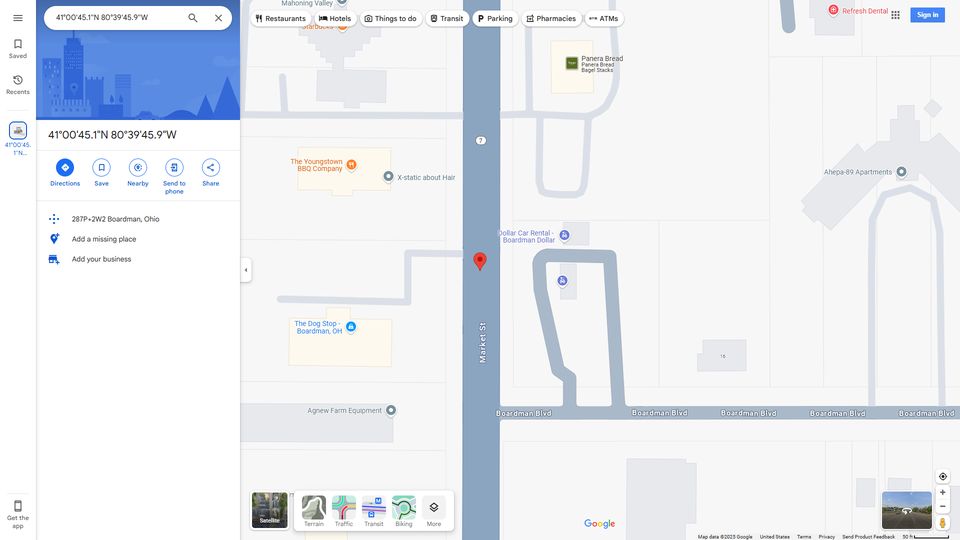 41°00'45.1"N 80°39'45.9"W
Restaurants
Hotels
Things to do
Transit
Parking
Pharmacies
ATMs
Sign in
Saved
Recents
41°00'45.
1"N...
41°00'45.1"N 80°39'45.9"W
Directions
Save
Nearby
Send to
phone
Share
287P+2W2 Boardman, Ohio
Add a missing place
Add your business
Get the
app
Mahoning Valley
Starbucks
Refresh Dental
Panera Bread
Panera Bread
Bagel Stacks
7
The Youngstown
BBQ Company
X-static about Hair
Ahepa-89 Apartments
Dollar Car Rental -
Boardman Dollar
The Dog Stop -
Boardman, OH
Market St
16
Agnew Farm Equipment
Boardman Blvd
Boardman Blvd
Boardman Blvd
Boardman Blvd
Boardman Blvd
Satellite
Terrain
Traffic
Transit
Biking
More
Google
Map data ©2025 Google
United States
Terms
Privacy
Send Product Feedback
50 ft